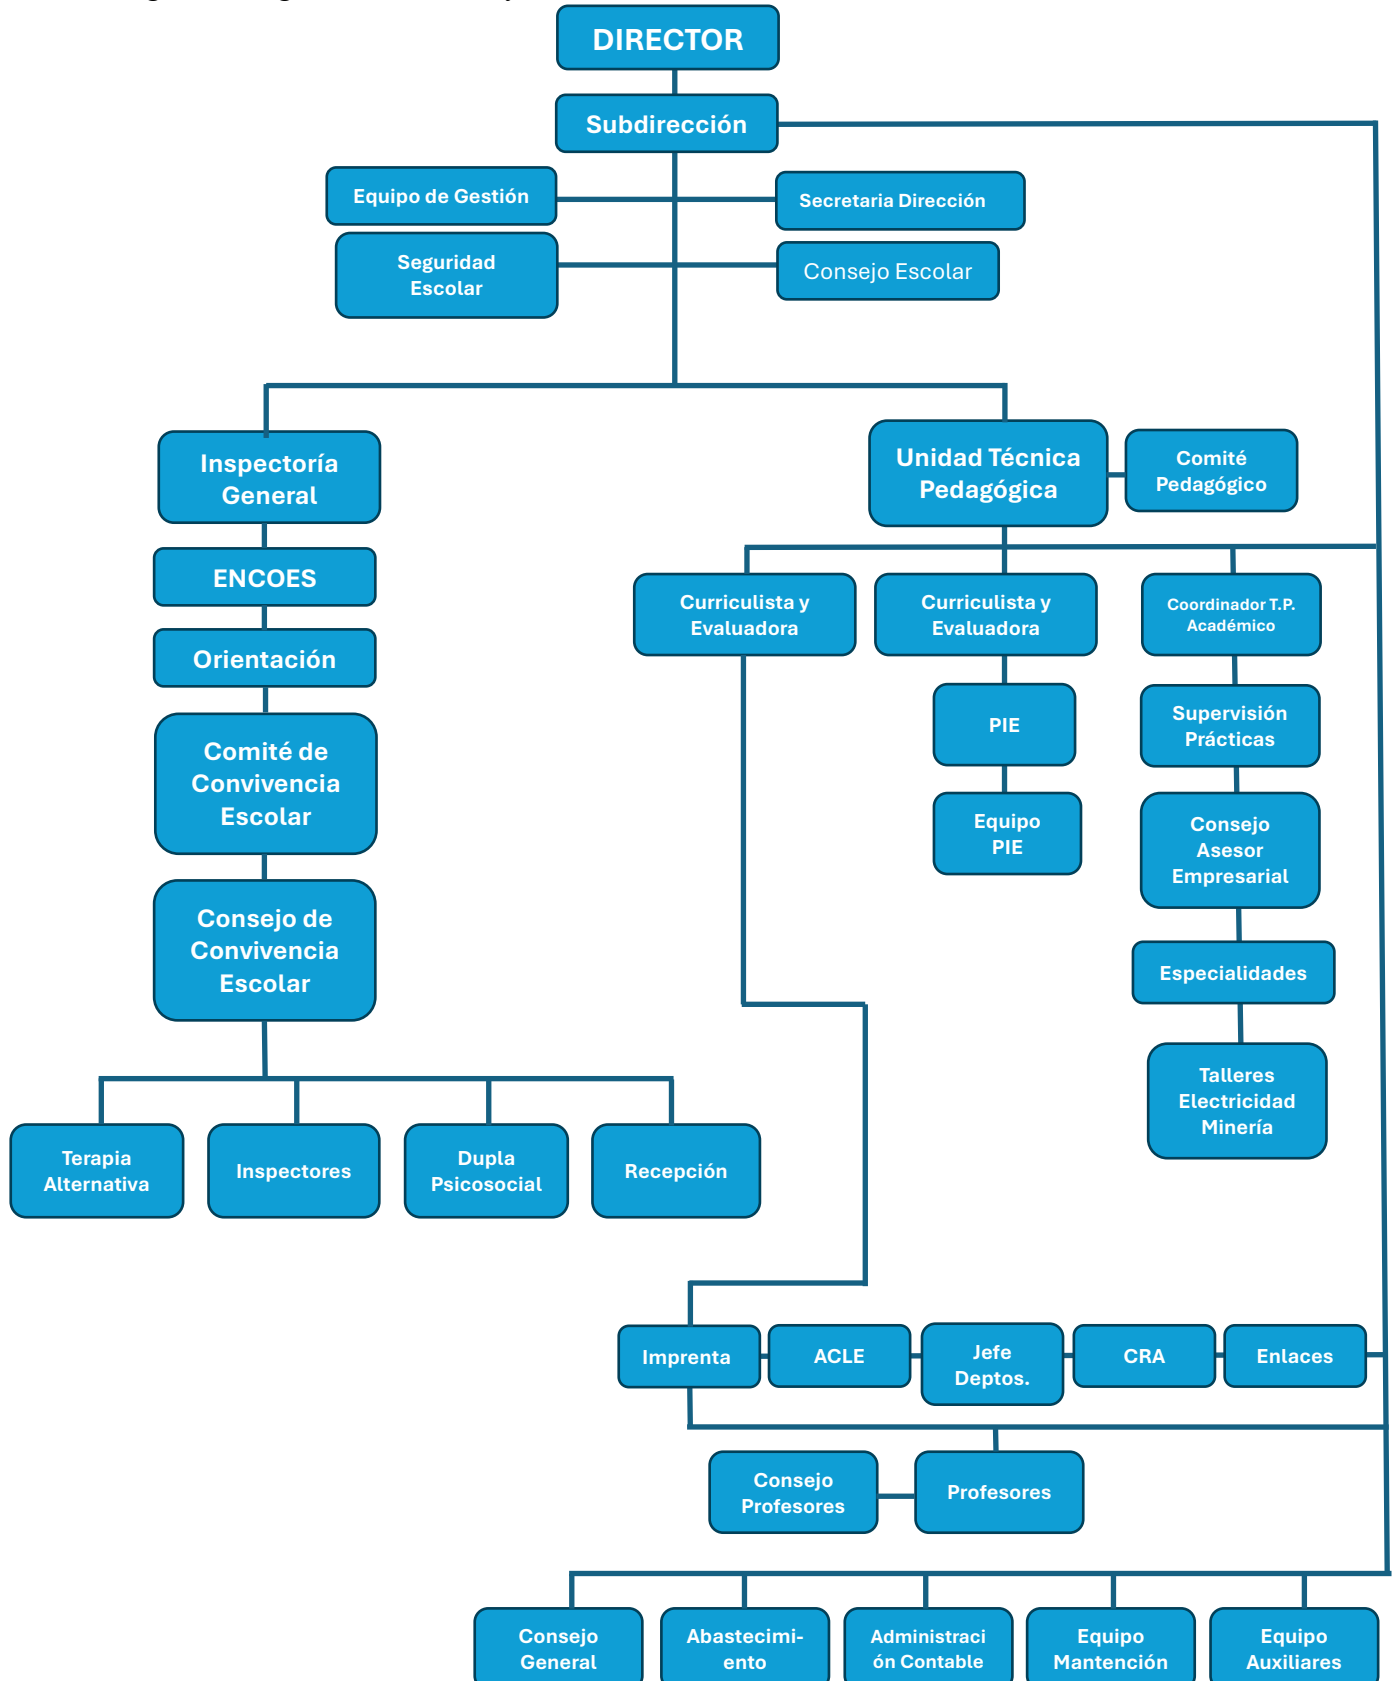 DIRECTOR
Subdirección
Equipo de Gestión
Secretaria Dirección
Seguridad
Escolar
Consejo Escolar
Inspectoría
General
Unidad Técnica
Pedagógica
Comité
Pedagógico
ENCOES
Orientación
Comité de
Convivencia
Escolar
Consejo de
Convivencia
Escolar
Terapia
Alternativa
Inspectores
Dupla
Psicosocial
Recepción
Curriculista y
Evaluadora
Curriculista y
Evaluadora
Coordinador T.P.
Académico
PIE
Equipo
PIE
Supervisión
Prácticas
Consejo
Asesor
Empresarial
Especialidades
Talleres
Electricidad
Minería
Imprenta
ACLE
Jefe
Deptos.
CRA
Enlaces
Consejo
Profesores
Profesores
Consejo
General
Abastecimi-
ento
Administraci
ón Contable
Equipo
Mantención
Equipo
Auxiliares